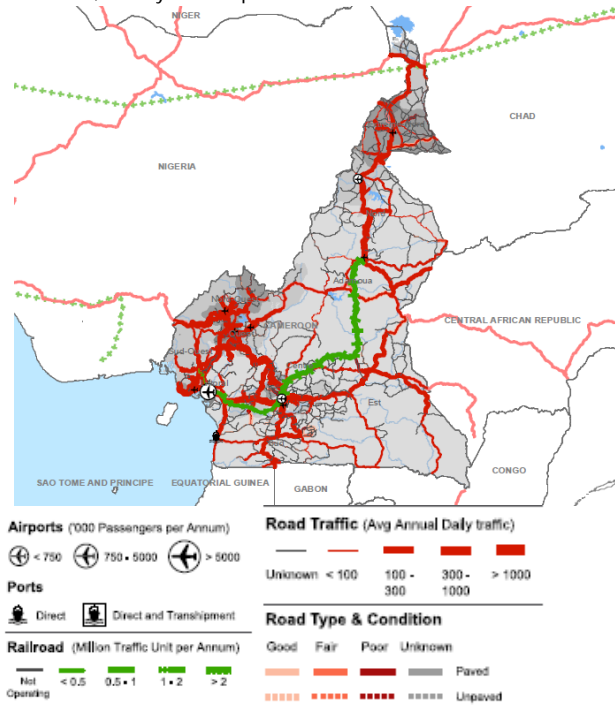 NIGER
CHAD
NIGERIA
Nord
Adamaoua
CAMEROON
CENTRAL AFRICAN REPUBLIC
Est
CONGO
SAO TOME AND PRINCIPE
EQUATORIAL GUINEA
GABON
Airports ('000 Passengers per Annum)
< 750
750 - 5000
> 5000
Ports
Direct
Direct and Transhipment
Railroad (Million Traffic Unit per Annum)
Not Operating
< 0.5
0.5 - 1
1 - 2
> 2
Road Traffic (Avg Annual Daily traffic)
Unknown
< 100
100 - 300
300 - 1000
> 1000
Road Type & Condition
Good Fair Poor Unknown
Paved
Unpaved